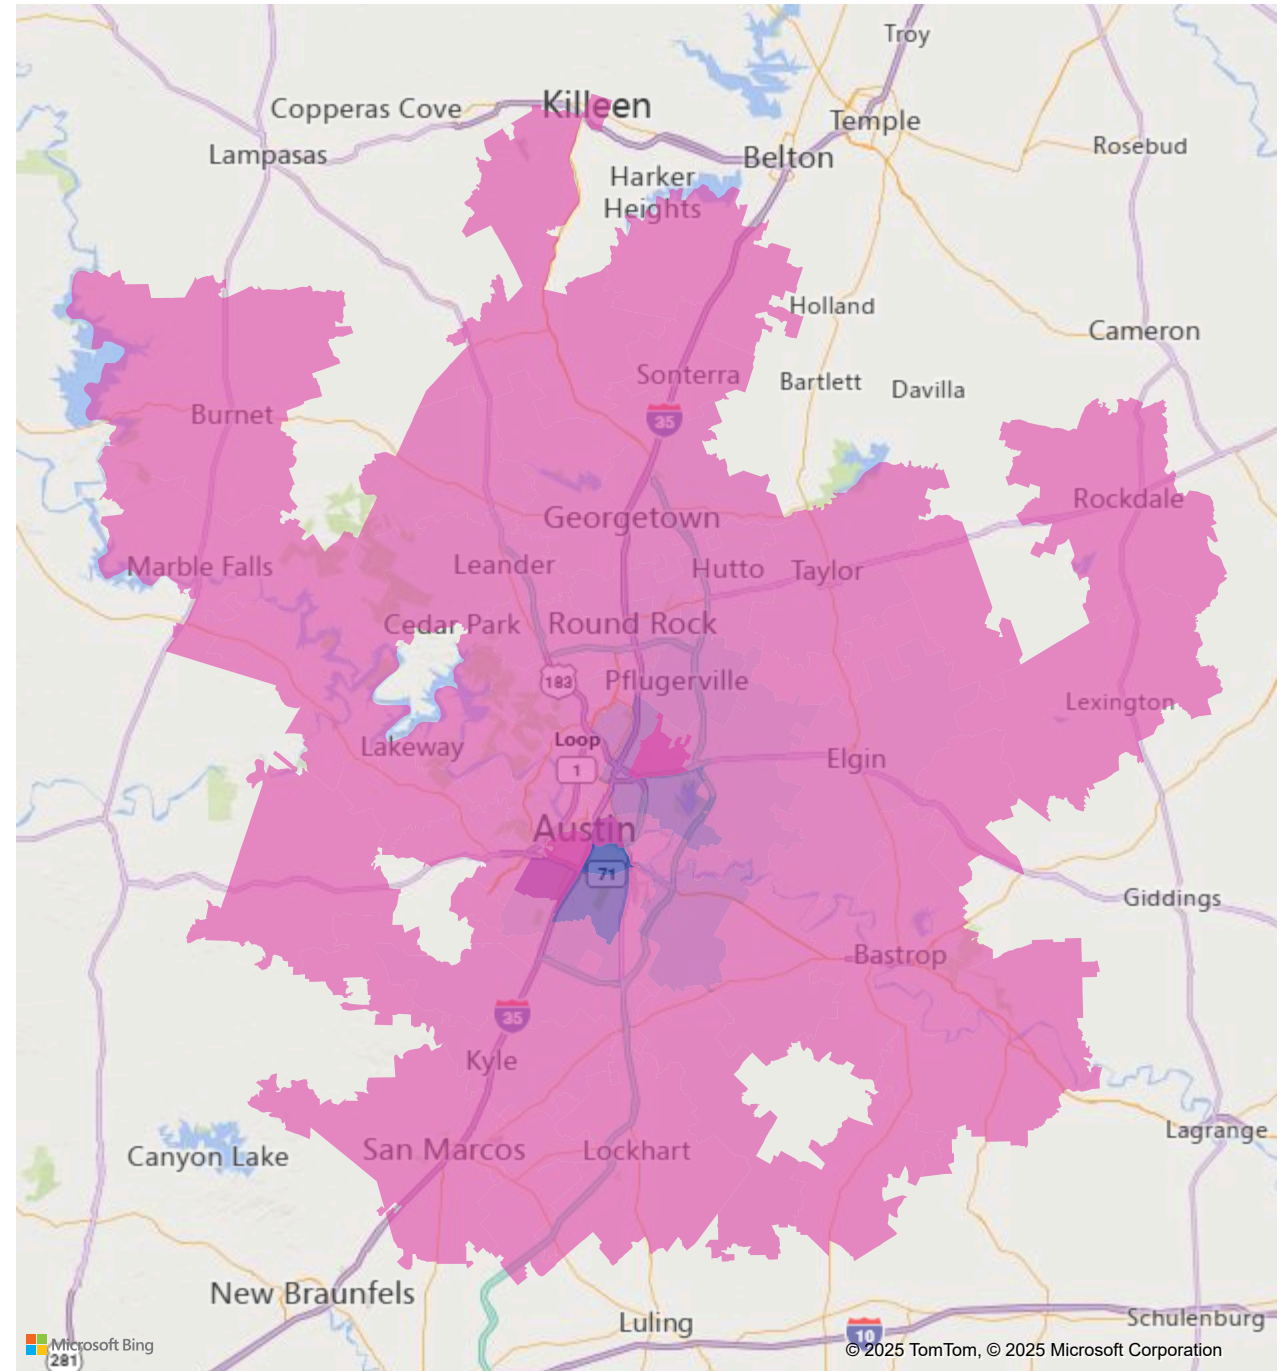 Troy
Killeen
Copperas Cove
Temple
Rosebud
Lampasas
Belton
Harker
Heights
Holland
Cameron
Sonterra
Bartlett
Davilla
Burnet
35
Rockdale
Georgetown
Marble Falls
Leander
Hutto
Taylor
Cedar Park
Round Rock
183
Pflugerville
Lexington
Loop
1
Lakeway
Elgin
Austin
71
Giddings
Bastrop
35
Kyle
Lagrange
San Marcos
Lockhart
Canyon Lake
New Braunfels
Luling
Schulenburg
10
Microsoft Bing
281
© 2025 TomTom, © 2025 Microsoft Corporation